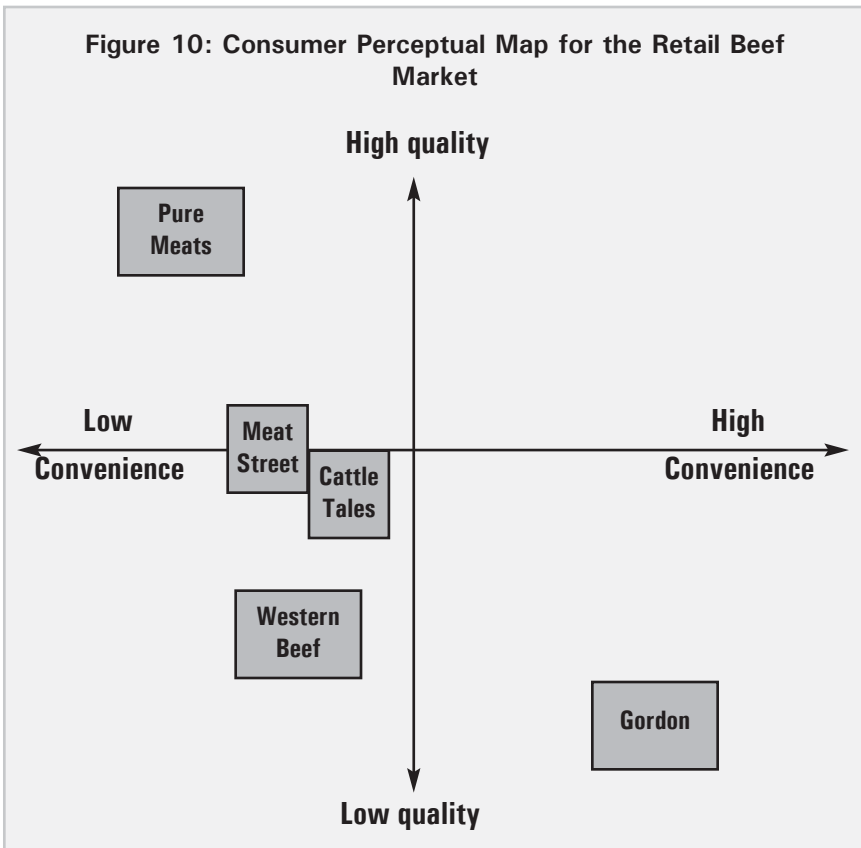 Figure 10: Consumer Perceptual Map for the Retail Beef
Market
High quality
Pure
Meats
Low
Convenience
Meat
Street
High
Convenience
Cattle
Tales
Western
Beef
Gordon
Low quality